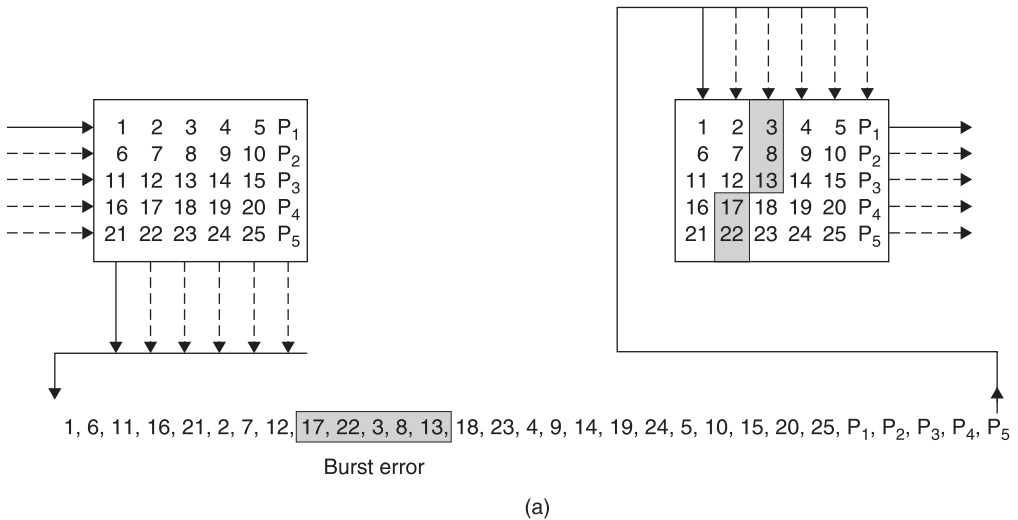 1 2 3 4 5 P1
6 7 8 9 10 P2
11 12 13 14 15 P3
16 17 18 19 20 P4
21 22 23 24 25 P5
1 2 3 4 5 P1
6 7 8 9 10 P2
11 12 13 14 15 P3
16 17 18 19 20 P4
21 22 23 24 25 P5
1, 6, 11, 16, 21, 2, 7, 12, 17, 22, 3, 8, 13, 18, 23, 4, 9, 14, 19, 24, 5, 10, 15, 20, 25, P1, P2, P3, P4, P5
Burst error
(a)